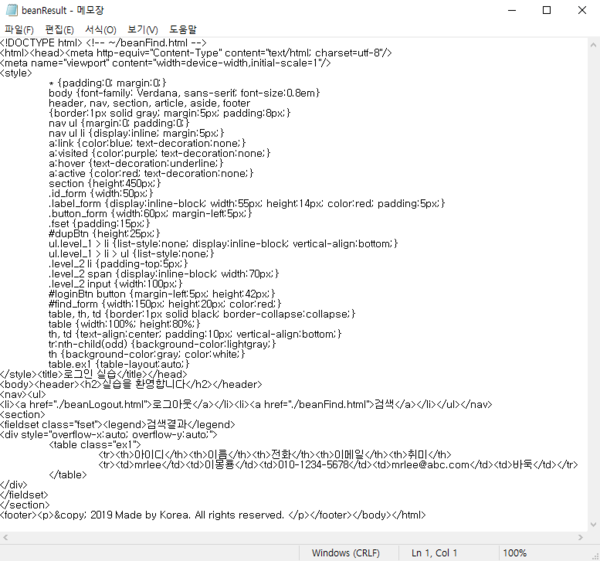 beanResult - 메모장
파일(F) 편집(E) 서식(O) 보기(V) 도움말
<!DOCTYPE html> <!-- ~/beanFind.html -->
<html><head><meta http-equiv="Content-Type" content="text/html; charset=utf-8"/>
<meta name="viewport" content="width=device-width,initial-scale=1"/>
<style>
* {padding:0; margin:0;}
body {font-family: Verdana, sans-serif; font-size:0.8em}
header, nav, section, article, aside, footer
{border:1px solid gray; margin:5px; padding:8px;}
nav ul {margin:0; padding:0;}
nav ul li {display:inline; margin:5px;}
a:link {color:blue; text-decoration:none;}
a:visited {color:purple; text-decoration:none;}
a:hover {text-decoration:underline;}
a:active {color:red; text-decoration:none;}
section {height:450px;}
.id_form {width:50px;}
.label_form {display:inline-block; width:55px; height:14px; color:red; padding:5px;}
.button_form {width:60px; margin-left:5px;}
.fset {padding:15px;}
#dupBtn {height:25px;}
ul.level_1 > li {list-style:none; display:inline-block; vertical-align:bottom;}
ul.level_1 > li > ul {list-style:none;}
.level_2 li {padding-top:5px;}
.level_2 span {display:inline-block; width:70px;}
.level_2 input {width:100px;}
#loginBtn button {margin-left:5px; height:42px;}
#find_form {width:150px; height:20px; color:red;}
table, th, td {border:1px solid black; border-collapse:collapse;}
table {width:100%; height:80%;}
th, td {text-align:center; padding:10px; vertical-align:bottom;}
tr:nth-child(odd) {background-color:lightgray;}
th {background-color:gray; color:white;}
table.ex1 {table-layout:auto;}
</style><title>로그인 실습</title></head>
<body><header><h2>실습을 환영합니다</h2></header>
<nav><ul>
<li><a href="./beanLogout.html">로그아웃</a></li><li><a href="./beanFind.html">검색</a></li></ul></nav>
<section>
<fieldset class="fset"><legend>검색결과</legend>
<div style="overflow-x:auto; overflow-y:auto;">
<table class="ex1">
<tr><th>아이디</th><th>이름</th><th>전화</th><th>이메일</th><th>취미</th>
<tr><td>mrlee</td><td>이몽룡</td><td>010-1234-5678</td><td>mrlee@abc.com</td><td>바둑</td></tr>
</table>
</div>
</fieldset>
</section>
<footer><p>&copy; 2019 Made by Korea. All rights reserved. </p></footer></body></html>
Windows (CRLF) Ln 1, Col 1 100%